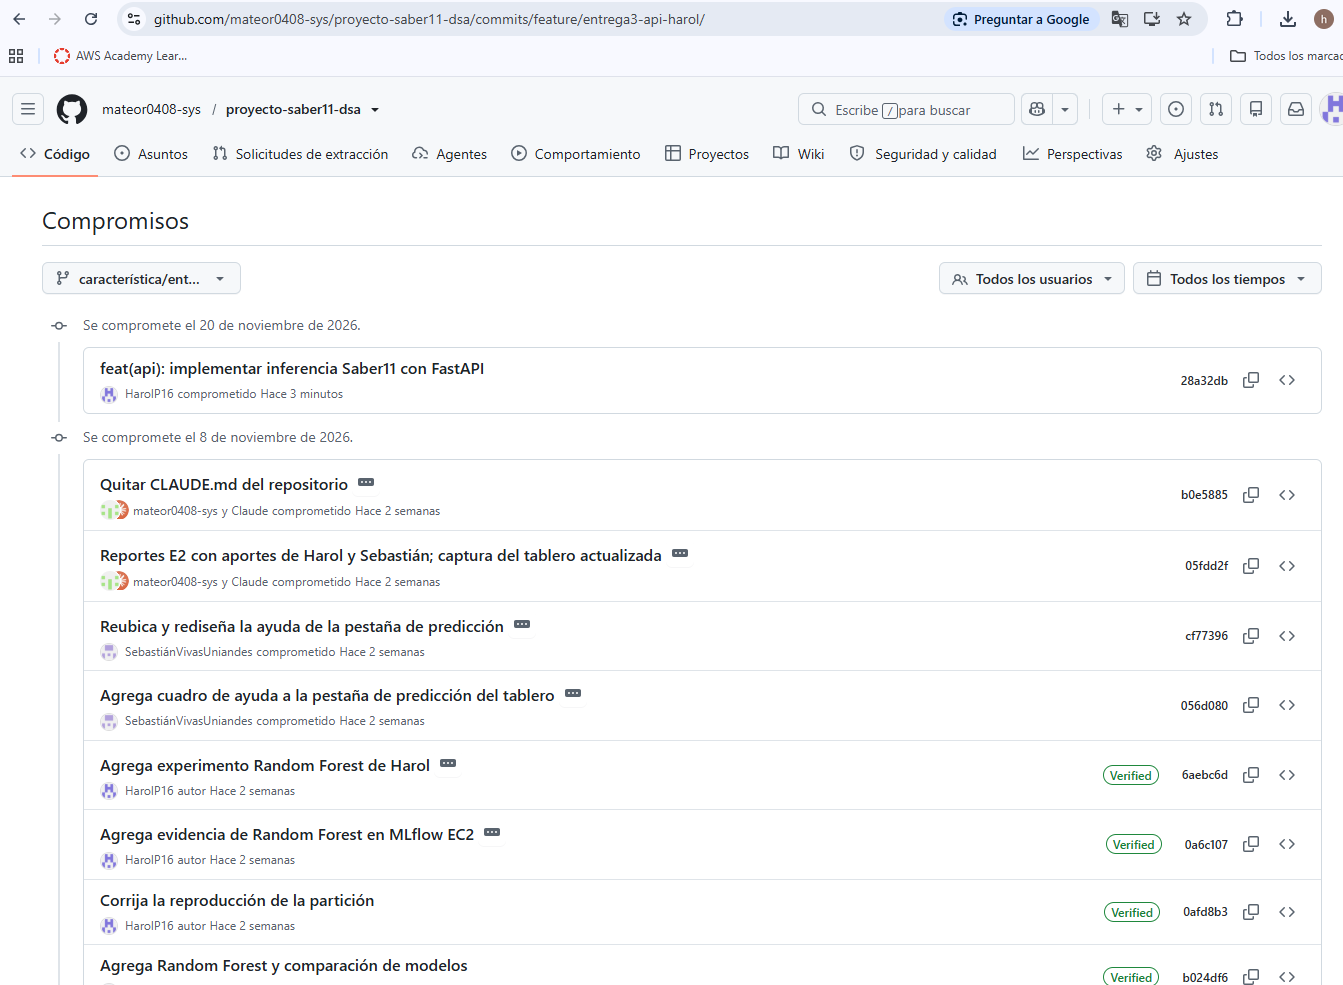 github.com/mateor0408-sys/proyecto-saber11-dsa/commits/feature/entrega3-api-harol/
Preguntar a Google
h
AWS Academy Lear...
Todos los marcad
mateor0408-sys / proyecto-saber11-dsa
Escribe / para buscar
Código
Asuntos
Solicitudes de extracción
Agentes
Comportamiento
Proyectos
Wiki
Seguridad y calidad
Perspectivas
Ajustes
Compromisos
característica/ent...
Todos los usuarios
Todos los tiempos
Se compromete el 20 de noviembre de 2026.
feat(api): implementar inferencia Saber11 con FastAPI
HarolP16 comprometido Hace 3 minutos
28a32db
Se compromete el 8 de noviembre de 2026.
Quitar CLAUDE.md del repositorio
mateor0408-sys y Claude comprometido Hace 2 semanas
b0e5885
Reportes E2 con aportes de Harol y Sebastián; captura del tablero actualizada
mateor0408-sys y Claude comprometido Hace 2 semanas
05fdd2f
Reubica y rediseña la ayuda de la pestaña de predicción
SebastiánVivasUniandes comprometido Hace 2 semanas
cf77396
Agrega cuadro de ayuda a la pestaña de predicción del tablero
SebastiánVivasUniandes comprometido Hace 2 semanas
056d080
Agrega experimento Random Forest de Harol
HarolP16 autor Hace 2 semanas
Verified
6aebc6d
Agrega evidencia de Random Forest en MLflow EC2
HarolP16 autor Hace 2 semanas
Verified
0a6c107
Corrija la reproducción de la partición
HarolP16 autor Hace 2 semanas
Verified
0afd8b3
Agrega Random Forest y comparación de modelos
Verified
b024df6